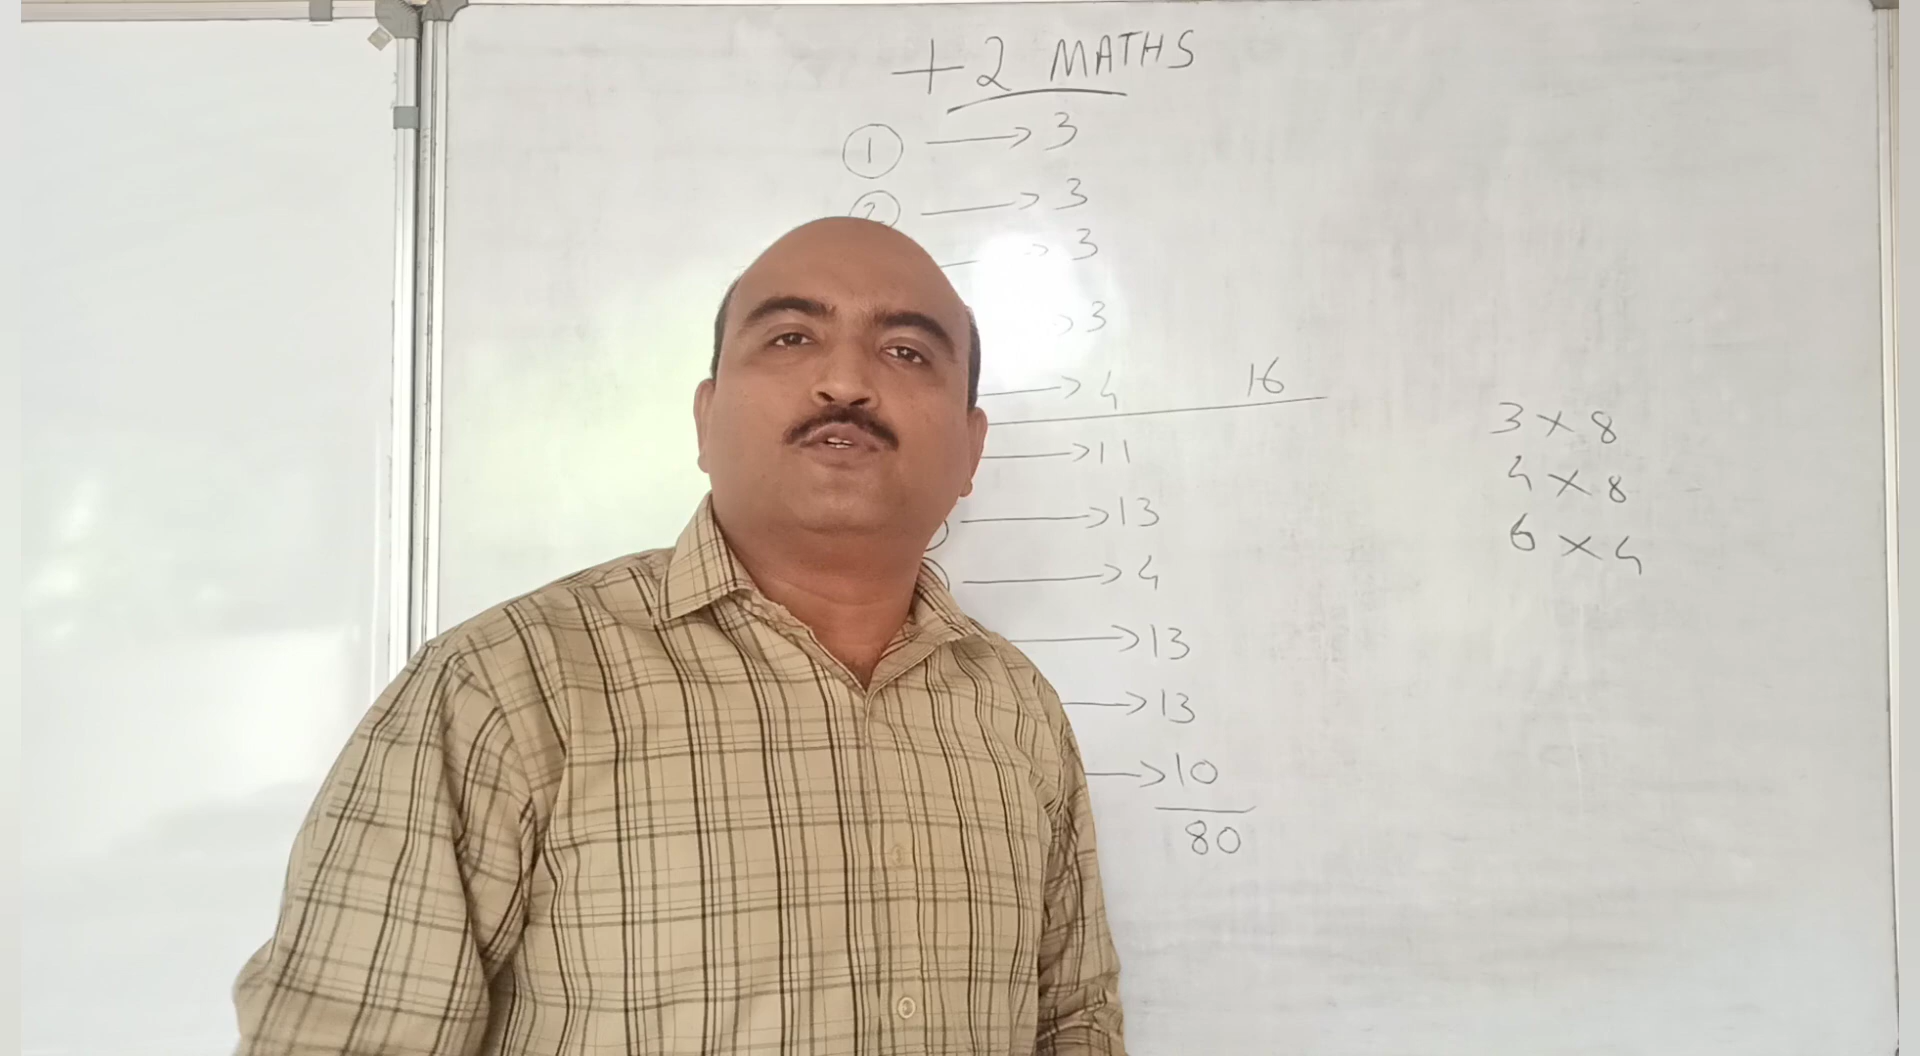 +2 MATHS
① → 3
② → 3
→ 3
→ 3
→ 4 16
→ 11
→ 13
→ 4
→ 13
→ 13
→ 10
80
3 × 8
4 × 8
6 × 4